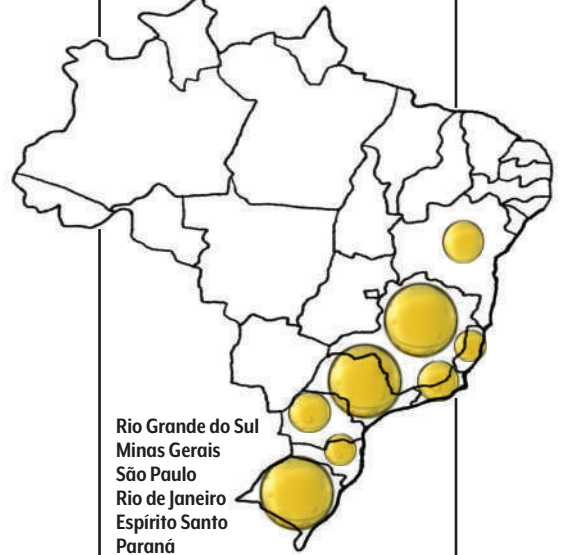 Rio Grande do Sul
Minas Gerais
São Paulo
Rio de Janeiro
Espírito Santo
Paraná